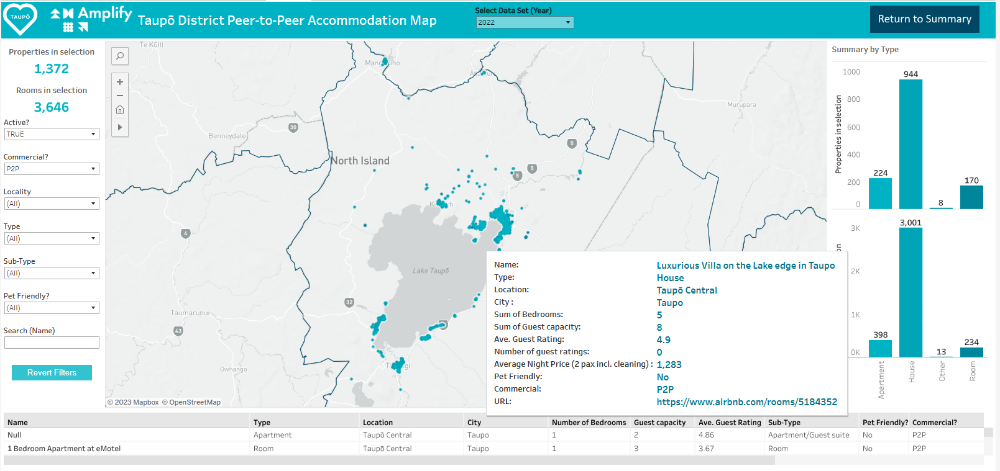 TAUPŌ
Amplify
Taupō District Peer-to-Peer Accommodation Map
Select Data Set (Year)
2022
Return to Summary
Properties in selection
1,372
Rooms in selection
3,646
Active?
TRUE
Commercial?
P2P
Locality
(All)
Type
(All)
Sub-Type
(All)
Pet Friendly?
(All)
Search (Name)
Revert Filters
Te Kūiti
Benneydale
30
North Island
Murupara
5
5
5
4
Lake Taupō
32
Taumarunui
43
Owhango
© 2023 Mapbox © OpenStreetMap
Name: Luxurious Villa on the Lake edge in Taupo
Type: House
Location: Taupō Central
City : Taupo
Sum of Bedrooms: 5
Sum of Guest capacity: 8
Ave. Guest Rating: 4.9
Number of guest ratings: 0
Average Night Price (2 pax incl. cleaning) : 1,283
Pet Friendly: No
Commercial: P2P
URL: https://www.airbnb.com/rooms/5184352
Summary by Type
Properties in selection
1000
800
600
400
200
0
224
944
8
170
3K
2K
1K
0K
398
3,001
13
234
Apartment
House
Other
Room
Name Type Location City Number of Bedrooms Guest capacity Ave. Guest Rating Sub-Type Pet Friendly? Commercial?
Null Apartment Taupō Central Taupo 1 2 4.86 Apartment/Guest suite No P2P
1 Bedroom Apartment at eMotel Room Taupō Central Taupo 1 3 3.67 Room No P2P